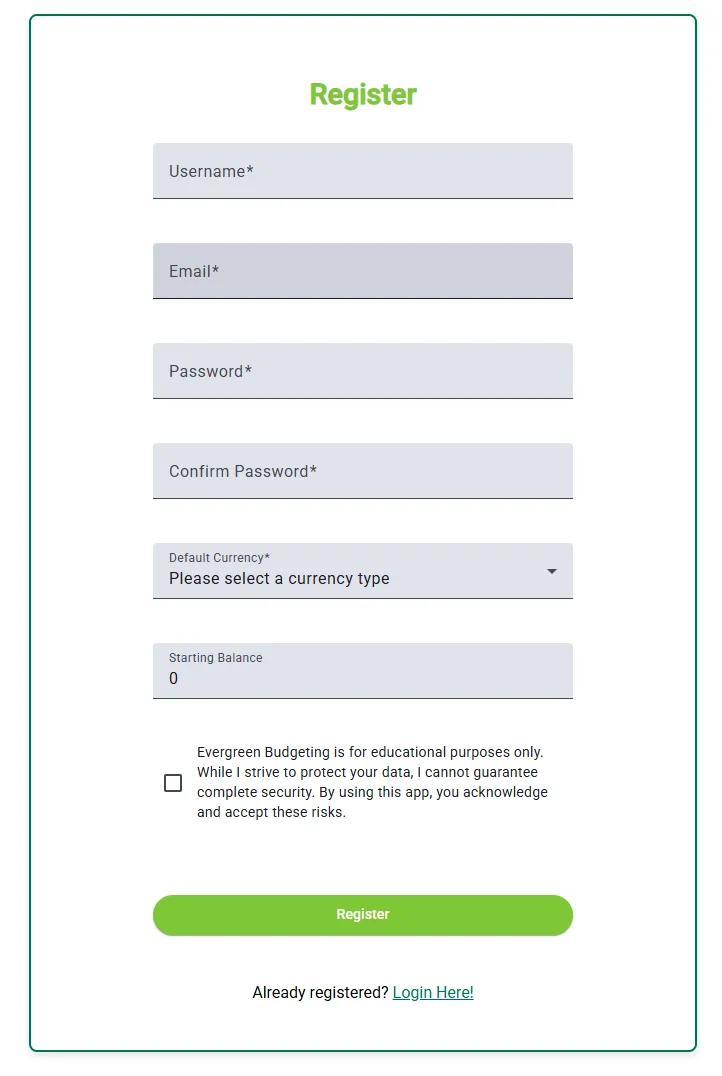 Register
Username*
Email*
Password*
Confirm Password*
Default Currency*
Please select a currency type
Starting Balance
0
Evergreen Budgeting is for educational purposes only.
While I strive to protect your data, I cannot guarantee
complete security. By using this app, you acknowledge
and accept these risks.
Register
Already registered? Login Here!